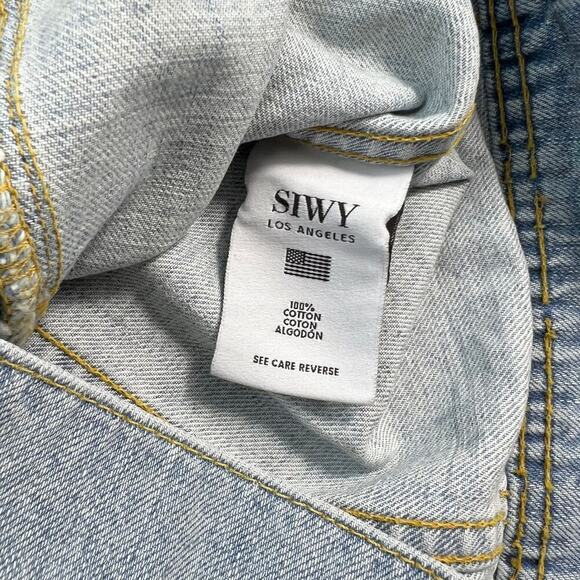 SIWY
LOS ANGELES
100%
COTTON
COTON
ALGODÓN
SEE CARE REVERSE